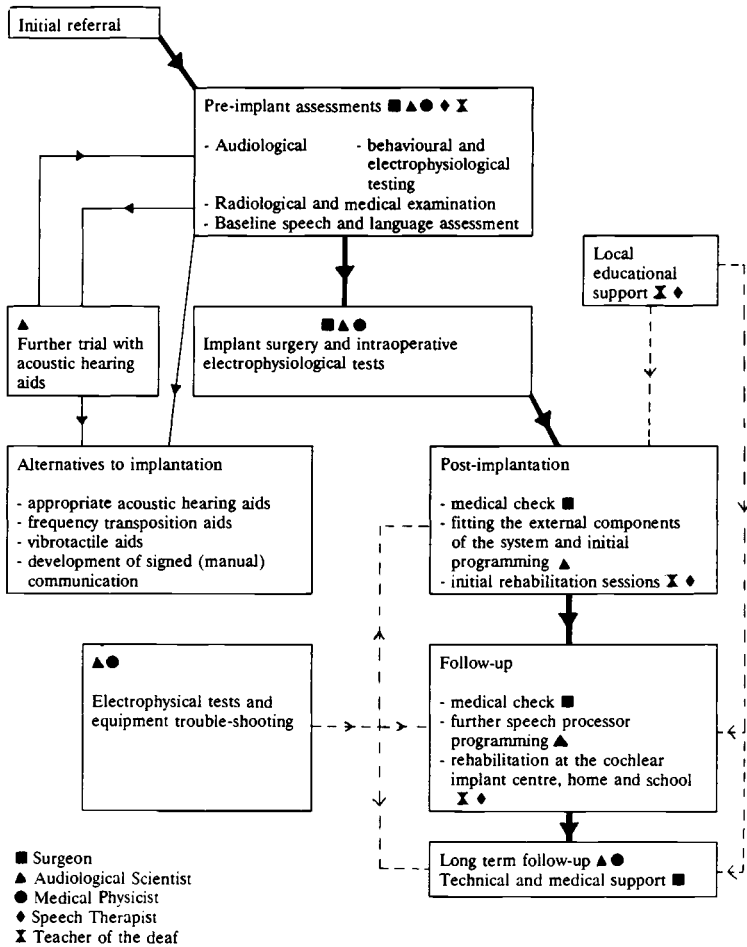 Initial referral
Pre-implant assessments ■ ▲ ● ♦ ⧗
- Audiological - behavioural and
electrophysiological
testing
- Radiological and medical examination
- Baseline speech and language assessment
Local
educational
support ⧗ ♦
▲
Further trial with
acoustic hearing
aids
■ ▲ ●
Implant surgery and intraoperative
electrophysiological tests
Alternatives to implantation
- appropriate acoustic hearing aids
- frequency transposition aids
- vibrotactile aids
- development of signed (manual)
communication
Post-implantation
- medical check ■
- fitting the external components
of the system and initial
programming ▲
- initial rehabilitation sessions ⧗ ♦
▲ ●
Electrophysical tests and
equipment trouble-shooting
Follow-up
- medical check ■
- further speech processor
programming ▲
- rehabilitation at the cochlear
implant centre, home and school
⧗ ♦
Long term follow-up ▲ ●
Technical and medical support ■
■ Surgeon
▲ Audiological Scientist
● Medical Physicist
♦ Speech Therapist
⧗ Teacher of the deaf